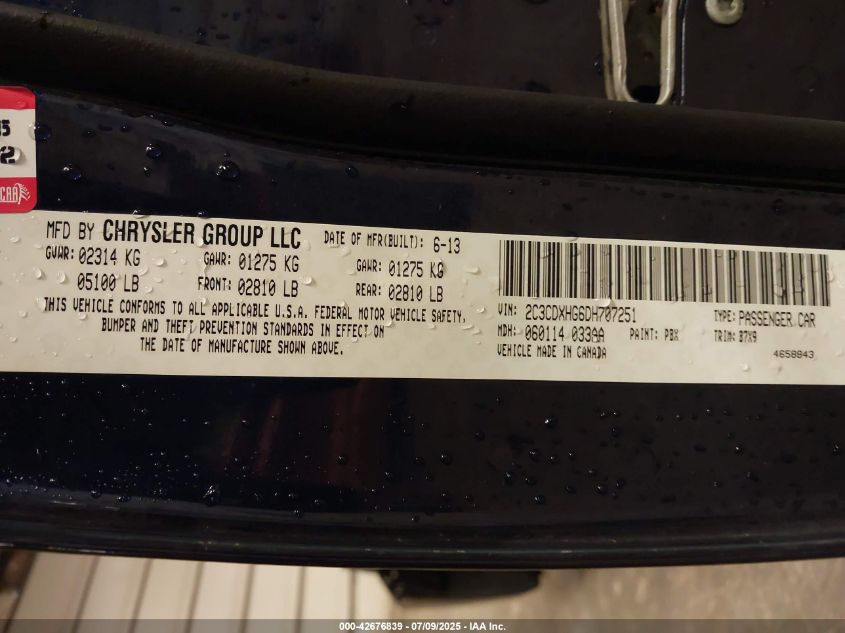 MFD BY CHRYSLER GROUP LLC DATE OF MFR(BUILT): 6-13
GVWR: 02314 KG GAWR: 01275 KG GAWR: 01275 KG
05100 LB FRONT: 02810 LB REAR: 02810 LB
THIS VEHICLE CONFORMS TO ALL APPLICABLE U.S.A. FEDERAL MOTOR VEHICLE SAFETY,
BUMPER AND THEFT PREVENTION STANDARDS IN EFFECT ON
THE DATE OF MANUFACTURE SHOWN ABOVE.
VIN: 2C3CDXHG6DH707251 TYPE: PASSENGER CAR
MDH: 060114 033AA PAINT: PBX TRIM: B7X9
VEHICLE MADE IN CANADA 4658843
000-42676839 / 07/09/2025 - IAA Inc.